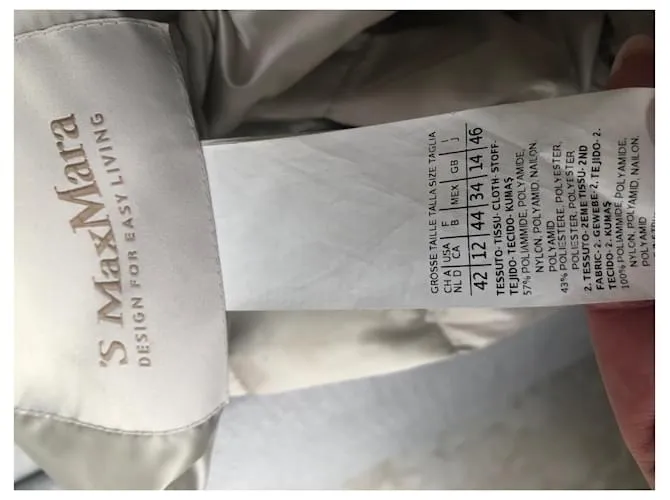 'S MaxMara
DESIGN FOR EASY LIVING
GROSSE TAILLE TALLA SIZE TAGLIA
CH A USA F MEX GB I
NL D CA B J
42 12 44 34 14 46
TESSUTO- TISSU- CLOTH- STOFF-
TEJIDO- TECIDO- KUMAŞ
57% POLIAMMIDE, POLYAMIDE,
NYLON, POLYAMID, NAILON,
POLYAMID
43% POLIESTERE, POLYESTER,
POLIESTER, POLYESTER
2. TESSUTO- 2EME TISSU- 2ND
FABRIC- 2. GEWEBE- 2. TEJIDO- 2.
TECIDO- 2. KUMAŞ
100% POLIAMMIDE, POLYAMIDE,
NYLON, POLYAMID, NAILON,
POLYAMID